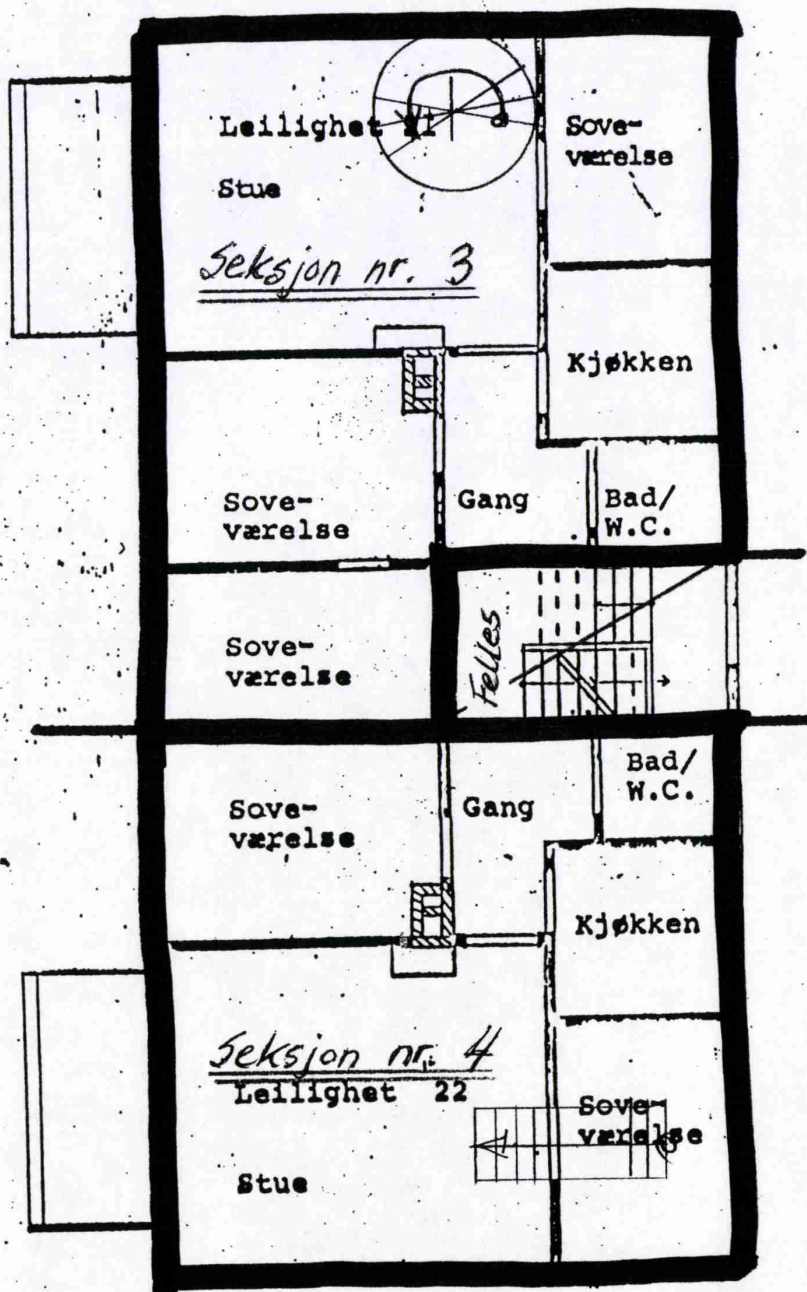 Leilighet 21
Stue
Seksjon nr. 3
Sove-
værelse
Kjøkken
Sove-
værelse
Gang
Bad/
W.C.
Sove-
værelse
Felles
Sove-
værelse
Gang
Bad/
W.C.
Kjøkken
Seksjon nr. 4
Leilighet 22
Stue
Sove-
værelse